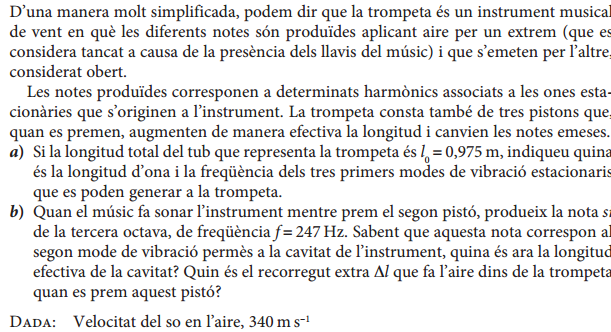 D’una manera molt simplificada, podem dir que la trompeta és un instrument musical
de vent en què les diferents notes són produïdes aplicant aire per un extrem (que es
considera tancat a causa de la presència dels llavis del músic) i que s’emeten per l’altre,
considerat obert.
Les notes produïdes corresponen a determinats harmònics associats a les ones esta-
cionàries que s’originen a l’instrument. La trompeta consta també de tres pistons que,
quan es premen, augmenten de manera efectiva la longitud i canvien les notes emeses.
a) Si la longitud total del tub que representa la trompeta és l₀ = 0,975 m, indiqueu quina
és la longitud d’ona i la freqüència dels tres primers modes de vibració estacionaris
que es poden generar a la trompeta.
b) Quan el músic fa sonar l’instrument mentre prem el segon pistó, produeix la nota si
de la tercera octava, de freqüència f = 247 Hz. Sabent que aquesta nota correspon al
segon mode de vibració permès a la cavitat de l’instrument, quina és ara la longitud
efectiva de la cavitat? Quin és el recorregut extra Δl que fa l’aire dins de la trompeta
quan es prem aquest pistó?
DADA: Velocitat del so en l’aire, 340 m s⁻¹